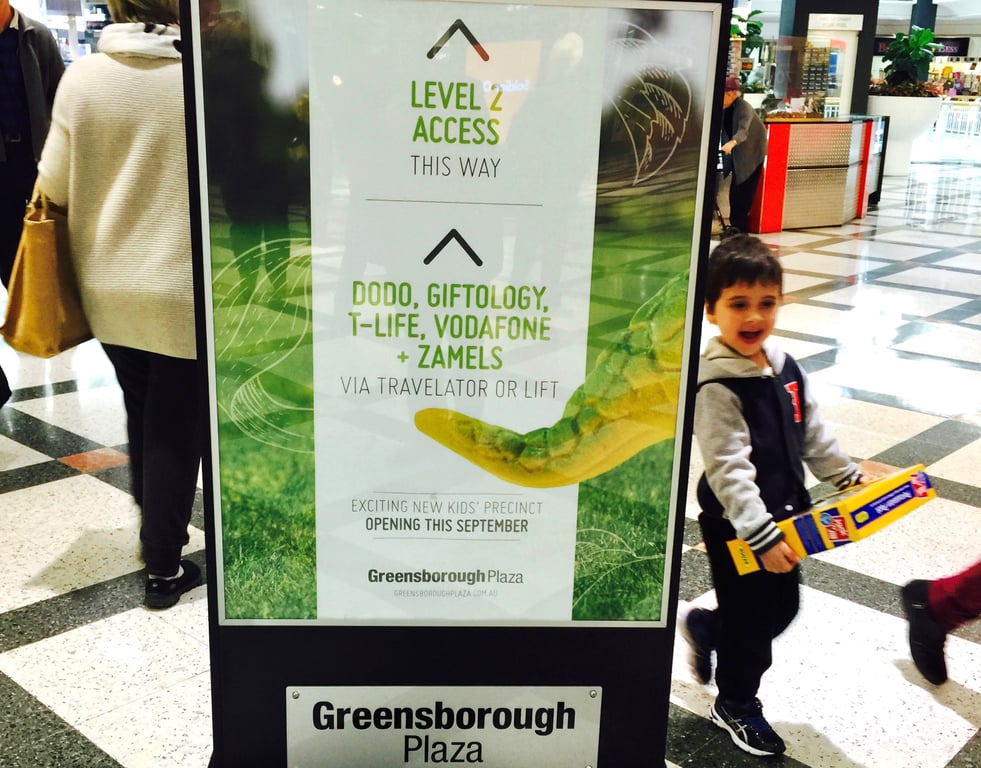 LEVEL 2
ACCESS
THIS WAY
DODO, GIFTOLOGY,
T-LIFE, VODAFONE
+ ZAMELS
VIA TRAVELATOR OR LIFT
EXCITING NEW KIDS' PRECINCT
OPENING THIS SEPTEMBER
Greensborough Plaza
GREENSBOROUGHPLAZA.COM.AU
Greensborough
Plaza